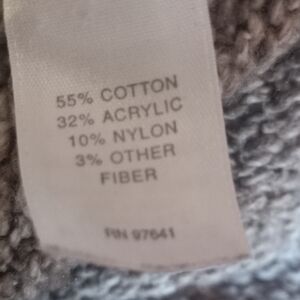 55% COTTON
32% ACRYLIC
10% NYLON
3% OTHER
FIBER
RN 97641